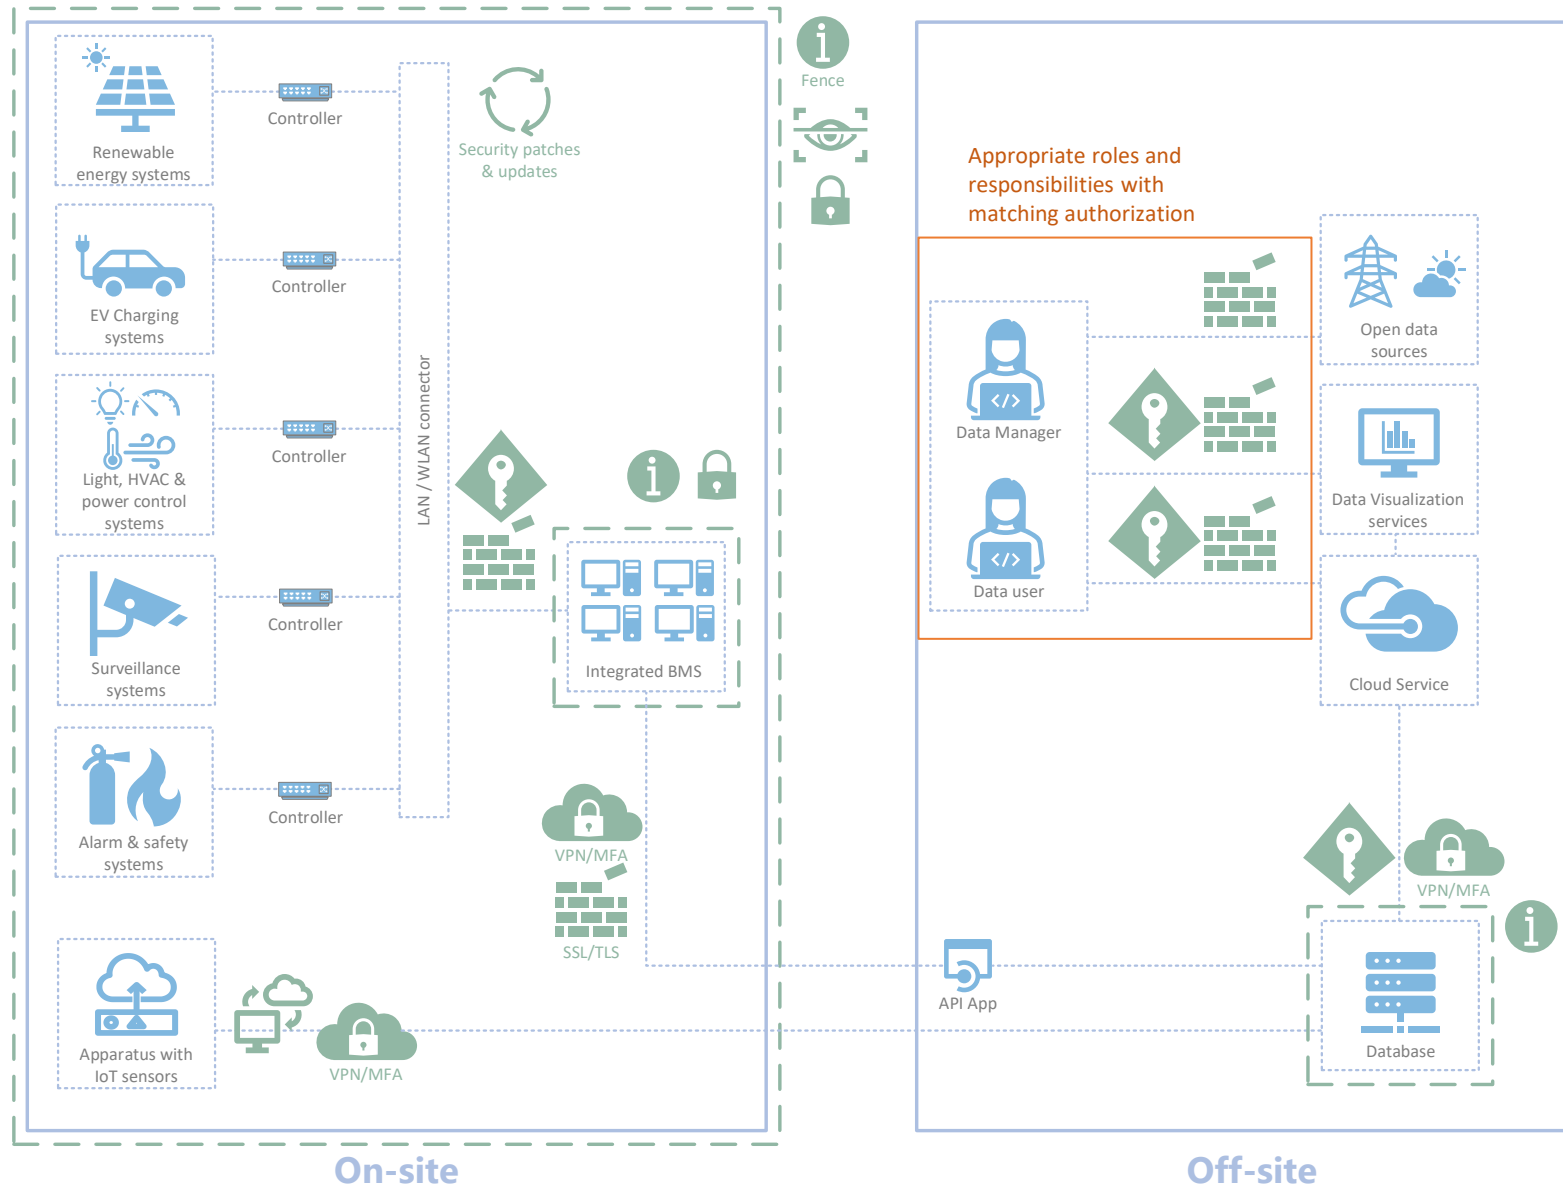 Renewable
energy systems
Controller
EV Charging
systems
Controller
Light, HVAC &
power control
systems
Controller
Surveillance
systems
Controller
Alarm & safety
systems
Controller
Apparatus with
IoT sensors
VPN/MFA
LAN / WLAN connector
Security patches
& updates
Integrated BMS
VPN/MFA
SSL/TLS
Fence
On-site
Appropriate roles and
responsibilities with
matching authorization
Data Manager
Data user
Open data
sources
Data Visualization
services
Cloud Service
VPN/MFA
API App
Database
Off-site